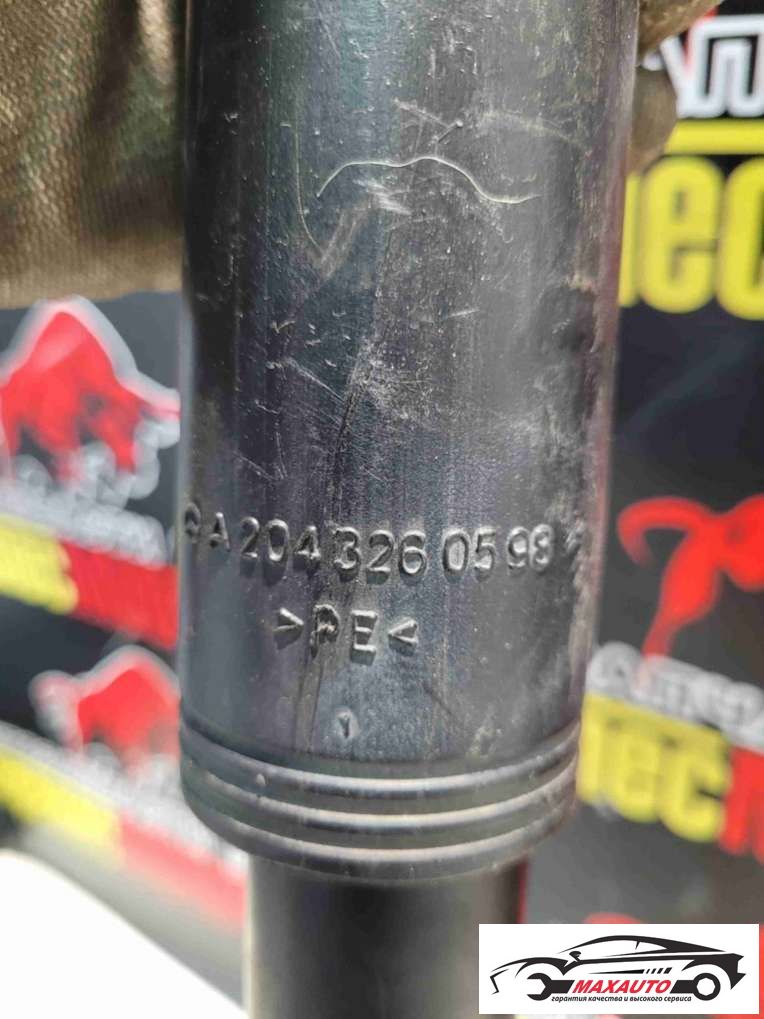 A 204 326 05 98
>PE<
MAXAUTO
гарантия качества и высокого сервиса